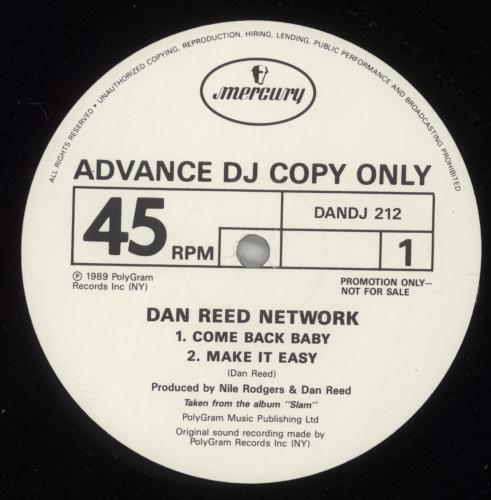 ALL RIGHTS RESERVED • UNAUTHORIZED COPYING, REPRODUCTION, HIRING, LENDING, PUBLIC PERFORMANCE AND BROADCASTING PROHIBITED
mercury
ADVANCE DJ COPY ONLY
45 RPM
DANDJ 212
1
℗ 1989 PolyGram
Records Inc (NY)
PROMOTION ONLY—
NOT FOR SALE
DAN REED NETWORK
1. COME BACK BABY
2. MAKE IT EASY
(Dan Reed)
Produced by Nile Rodgers & Dan Reed
Taken from the album "Slam"
PolyGram Music Publishing Ltd
Original sound recording made by
PolyGram Records Inc (NY)